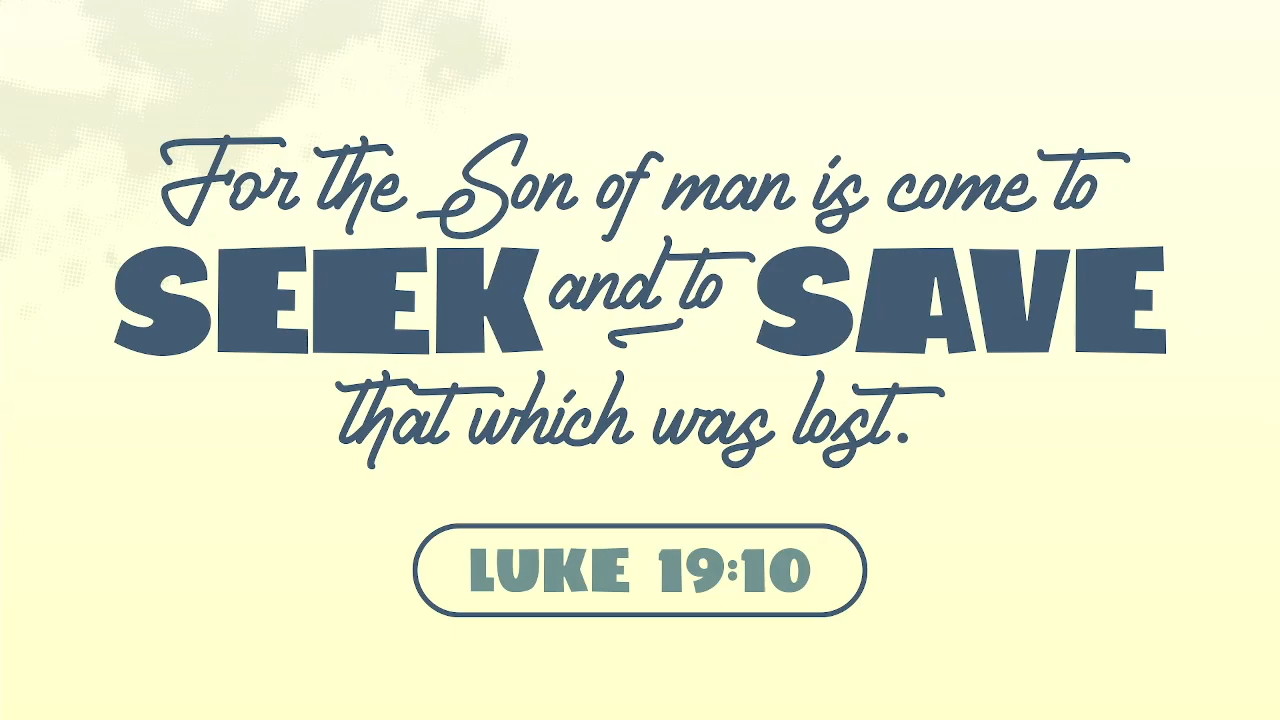 For the Son of man is come to
SEEK and to SAVE
that which was lost.
LUKE 19:10